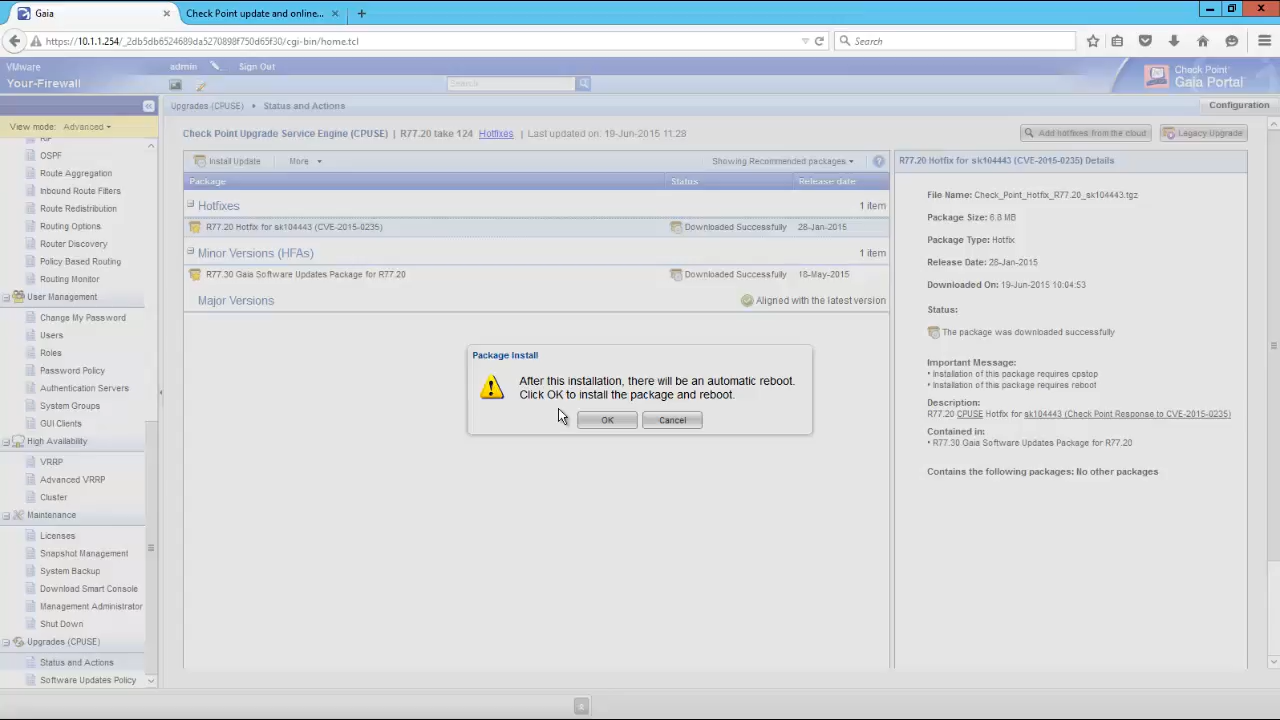 Gaia
Check Point update and online...
https://10.1.1.254/_2db5db6524689da5270898f750d65f30/cgi-bin/home.tcl
Search
VMware
admin
Sign Out
Your-Firewall
Search
Check Point
Gaia Portal
Upgrades (CPUSE)
Status and Actions
Configuration
View mode: Advanced
RIP
OSPF
Route Aggregation
Inbound Route Filters
Route Redistribution
Routing Options
Router Discovery
Policy Based Routing
Routing Monitor
User Management
Change My Password
Users
Roles
Password Policy
Authentication Servers
System Groups
GUI Clients
High Availability
VRRP
Advanced VRRP
Cluster
Maintenance
Licenses
Snapshot Management
System Backup
Download Smart Console
Management Administrator
Shut Down
Upgrades (CPUSE)
Status and Actions
Software Updates Policy
Check Point Upgrade Service Engine (CPUSE) | R77.20 take 124 Hotfixes | Last updated on: 19-Jun-2015 11:28
Add hotfixes from the cloud
Legacy Upgrade
Install Update
More
Showing Recommended packages
Package Status Release date
Hotfixes 1 item
R77.20 Hotfix for sk104443 (CVE-2015-0235) Downloaded Successfully 28-Jan-2015
Minor Versions (HFAs) 1 item
R77.30 Gaia Software Updates Package for R77.20 Downloaded Successfully 18-May-2015
Major Versions Aligned with the latest version
Package Install
After this installation, there will be an automatic reboot.
Click OK to install the package and reboot.
OK
Cancel
R77.20 Hotfix for sk104443 (CVE-2015-0235) Details
File Name: Check_Point_Hotfix_R77.20_sk104443.tgz
Package Size: 6.8 MB
Package Type: Hotfix
Release Date: 28-Jan-2015
Downloaded On: 19-Jun-2015 10:04:53
Status:
The package was downloaded successfully
Important Message:
• Installation of this package requires cpstop
• Installation of this package requires reboot
Description:
R77.20 CPUSE Hotfix for sk104443 (Check Point Response to CVE-2015-0235)
Contained in:
• R77.30 Gaia Software Updates Package for R77.20
Contains the following packages: No other packages